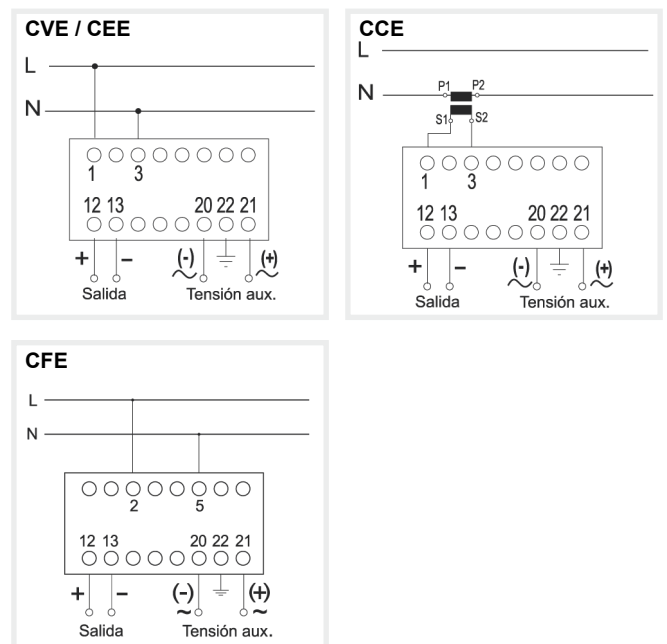 CVE / CEE
L
N
1 3
12 13 20 22 21
+ − (-) (+)
∼ ∼
Salida Tensión aux.
CCE
L
N P1 P2
S1 S2
1 3
12 13 20 22 21
+ − (-) (+)
∼ ∼
Salida Tensión aux.
CFE
L
N
2 5
12 13 20 22 21
+ − (-) (+)
∼ ∼
Salida Tensión aux.